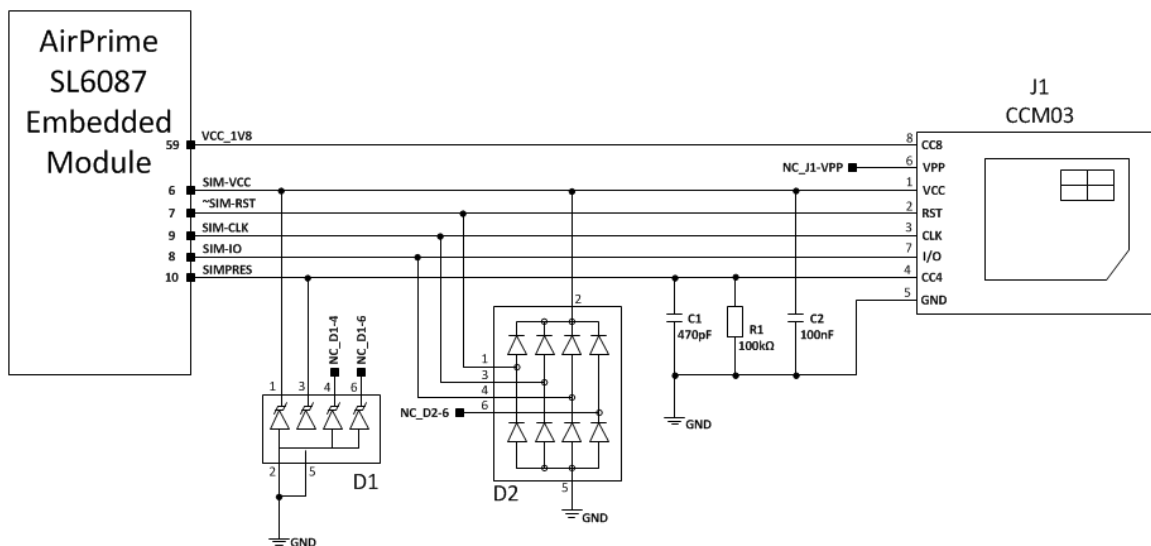 AirPrime
SL6087
Embedded
Module
J1
CCM03
59
VCC_1V8
8
CC8
NC_J1-VPP
6
VPP
6
SIM-VCC
1
VCC
7
~SIM-RST
2
RST
9
SIM-CLK
3
CLK
8
SIM-IO
7
I/O
10
SIMPRES
4
CC4
5
GND
C1
470pF
R1
100kΩ
C2
100nF
GND
NC_D1-4
NC_D1-6
1
3
4
6
2
5
D1
GND
2
1
3
4
6
NC_D2-6
5
D2
GND